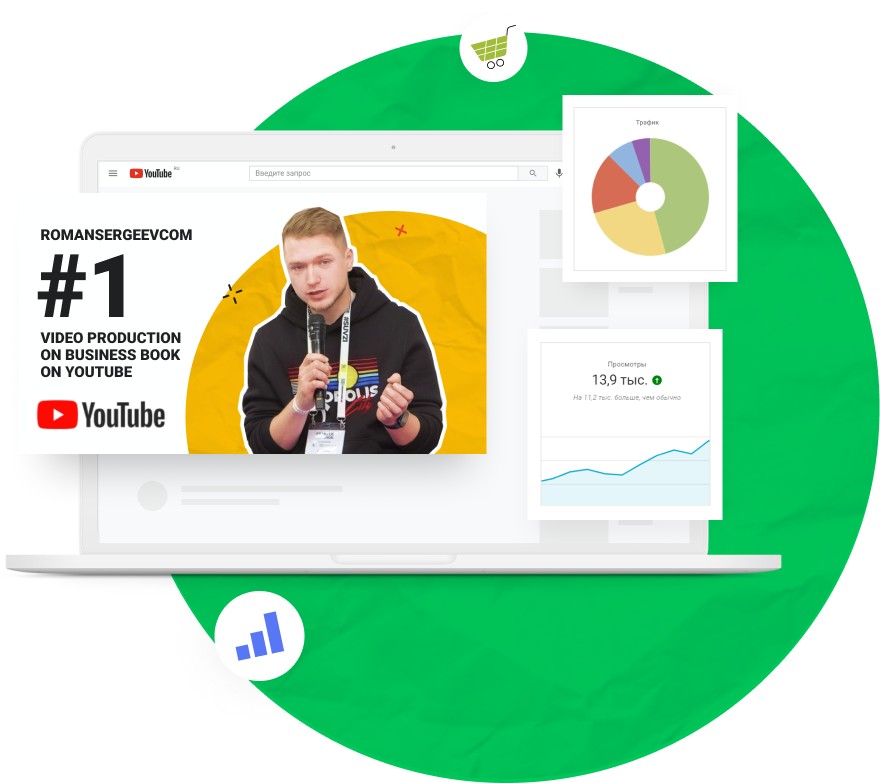 YouTube RU
Введите запрос
Трафик
ROMANSERGEEVCOM
#1
VIDEO PRODUCTION
ON BUSINESS BOOK
ON YOUTUBE
YouTube
Просмотры
13,9 тыс.
На 11,2 тыс. больше, чем обычно